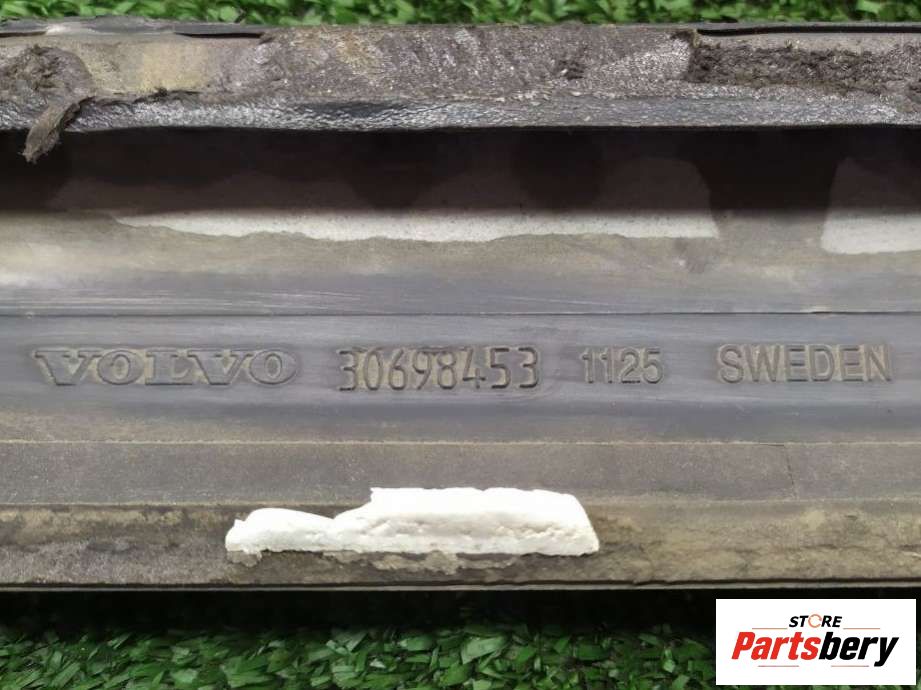 VOLVO 30698453 1125 SWEDEN
STORE
Partsbery